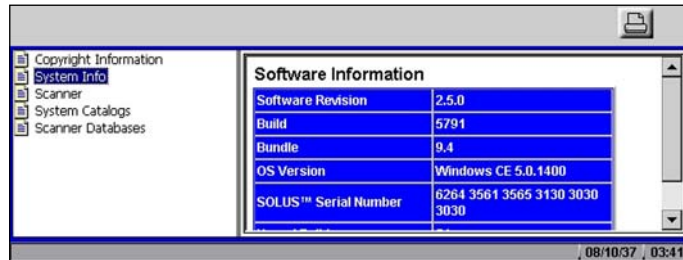 Copyright Information
System Info
Scanner
System Catalogs
Scanner Databases
Software Information
Software Revision 2.5.0
Build 5791
Bundle 9.4
OS Version Windows CE 5.0.1400
SOLUS™ Serial Number 6264 3561 3565 3130 3030
3030
08/10/37 03:41